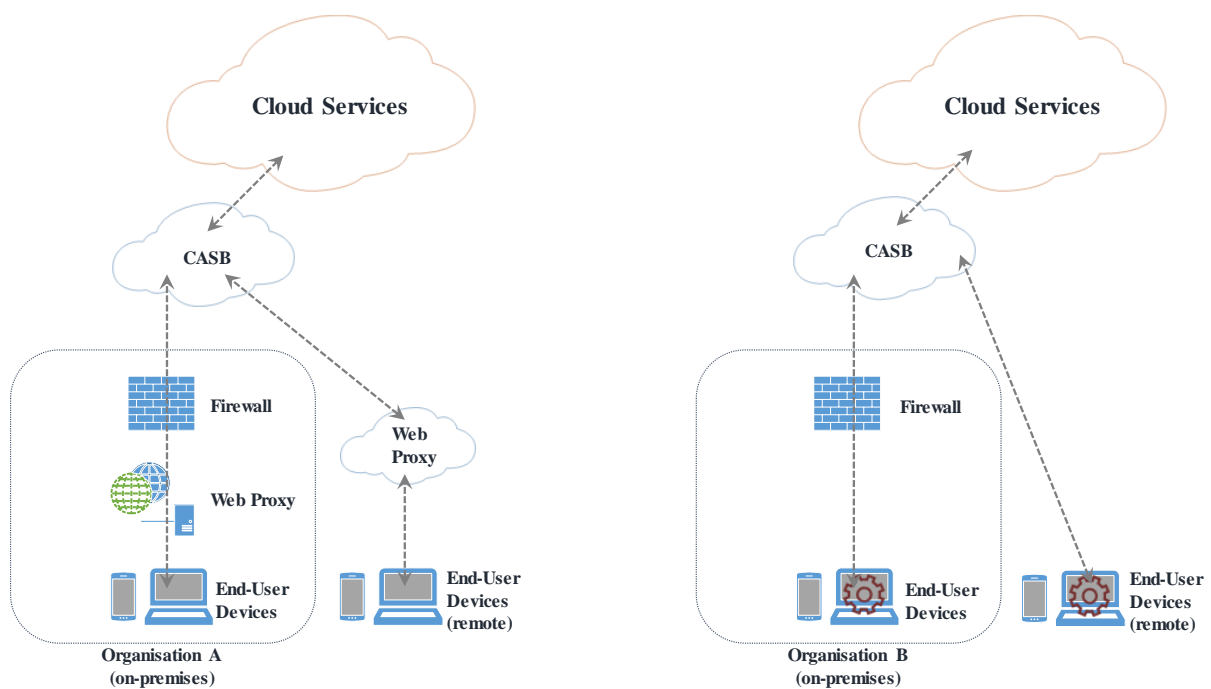 Cloud Services
CASB
Firewall
Web Proxy
End-User
Devices
Organisation A
(on-premises)
Web
Proxy
End-User
Devices
(remote)
Cloud Services
CASB
Firewall
End-User
Devices
Organisation B
(on-premises)
End-User
Devices
(remote)